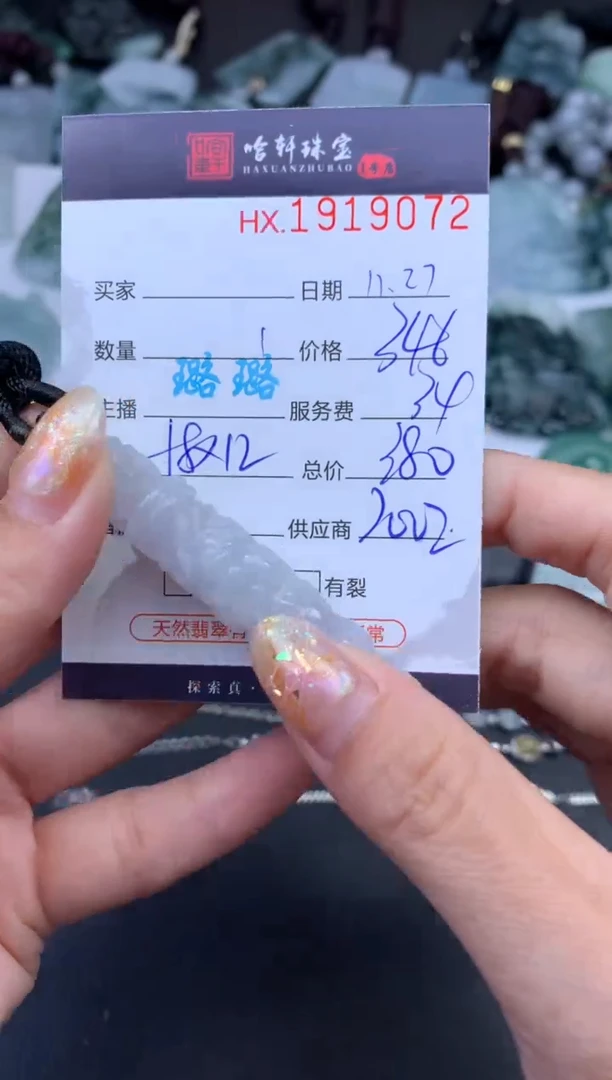 哈轩珠宝
HAXUANZHUBAO
HX.1919072
买家 日期 11.27
数量 1 价格 346
主播 璐璐 服务费 34
总价 380
供应商 2002
有裂
天然翡翠 常
探索真·